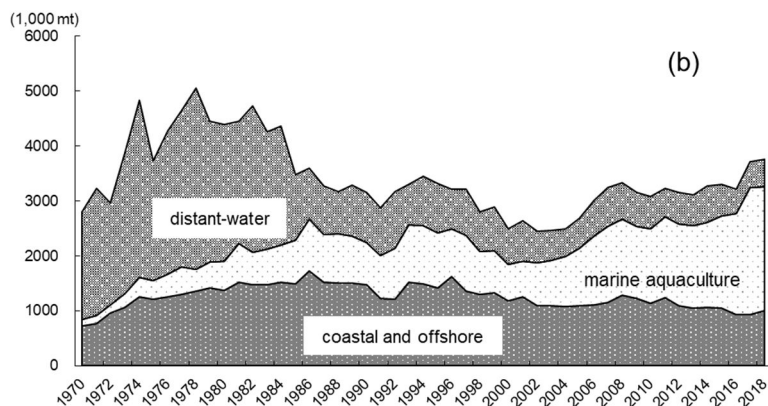 (1,000 mt)
6000
(b)
5000
4000
3000
distant-water
2000
marine aquaculture
1000
coastal and offshore
0
1970 1972 1974 1976 1978 1980 1982 1984 1986 1988 1990 1992 1994 1996 1998 2000 2002 2004 2006 2008 2010 2012 2014 2016 2018